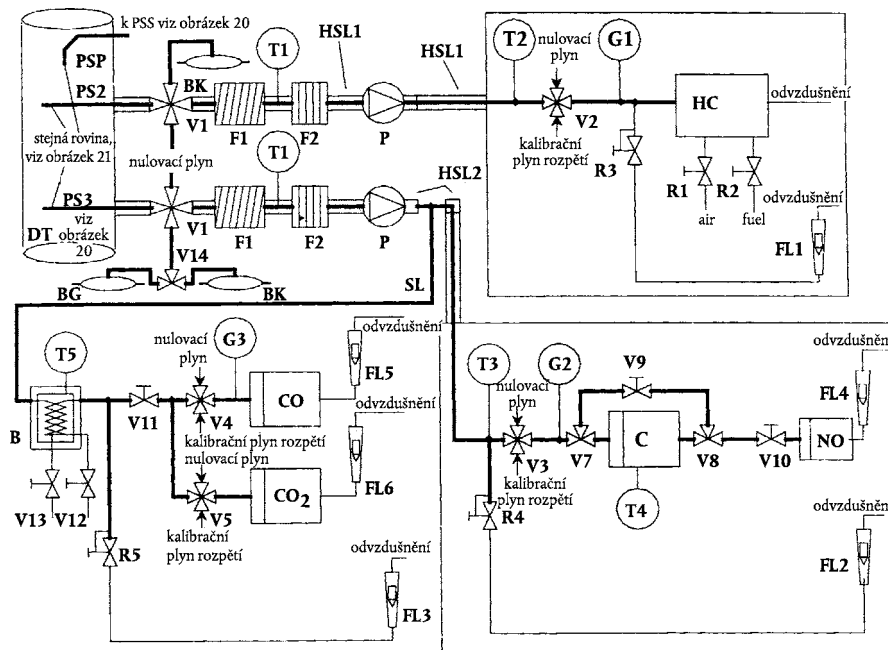 k PSS viz obrázek 20
PSP
PS2
BK
V1
F1
T1
F2
HSL1
P
HSL1
stejná rovina,
viz obrázek 21
nulovací plyn
PS3
viz
obrázek
20
DT
V1
F1
T1
F2
P
HSL2
V14
BG
BK
SL
T2
nulovací
plyn
G1
V2
kalibrační
plyn rozpětí
HC
odvzdušnění
R3
R1
R2
air
fuel
odvzdušnění
FL1
T5
B
V13
V12
V11
nulovací
plyn
G3
V4
CO
kalibrační plyn rozpětí
nulovací plyn
V5
CO2
kalibrační
plyn rozpětí
odvzdušnění
FL5
odvzdušnění
FL6
R5
odvzdušnění
FL3
T3
nulovací
plyn
G2
V3
kalibrační
plyn rozpětí
V9
V7
C
V8
T4
V10
NO
odvzdušnění
FL4
R4
odvzdušnění
FL2